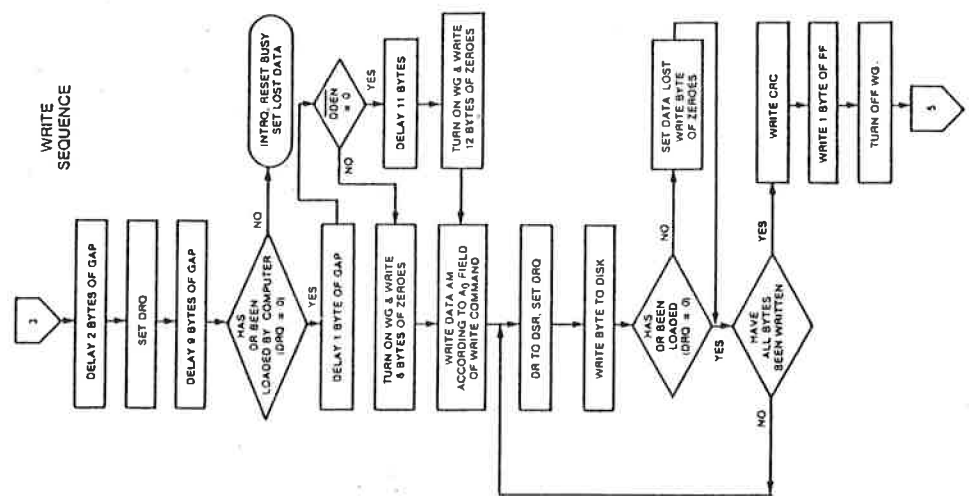 WRITE
SEQUENCE
3
DELAY 2 BYTES OF GAP
SET DRQ
DELAY 9 BYTES OF GAP
HAS
DR BEEN
LOADED BY COMPUTER
(DRQ = 0)
NO
INTRQ, RESET BUSY
SET LOST DATA
YES
DELAY 1 BYTE OF GAP
DDEN
= 0
NO
YES
DELAY 11 BYTES
TURN ON WG & WRITE
6 BYTES OF ZEROES
TURN ON WG & WRITE
12 BYTES OF ZEROES
WRITE DATA AM
ACCORDING TO A0 FIELD
OF WRITE COMMAND
DR TO DSR, SET DRQ
WRITE BYTE TO DISK
HAS
DR BEEN
LOADED
(DRQ = 0)
NO
SET DATA LOST
WRITE BYTE
OF ZEROES
YES
HAVE
ALL BYTES
BEEN WRITTEN
NO
YES
WRITE CRC
WRITE 1 BYTE OF FF
TURN OFF WG
5